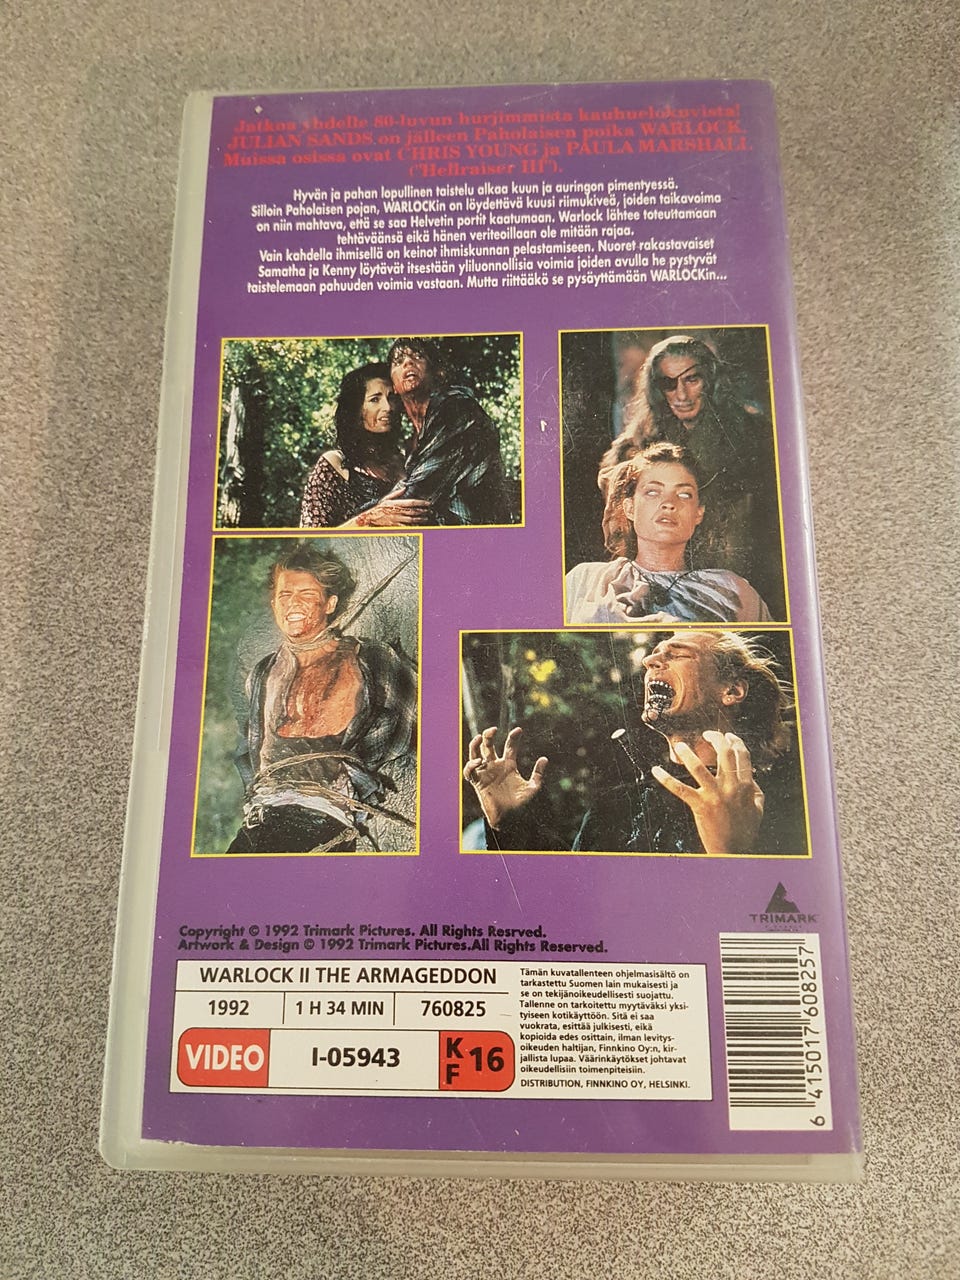 Jatkoa yhdelle 80-luvun hurjimmista kauhuelokuvista!
JULIAN SANDS on jälleen Paholaisen poika WARLOCK.
Muissa osissa ovat CHRIS YOUNG ja PAULA MARSHALL
("Hellraiser III").
Hyvän ja pahan lopullinen taistelu alkaa kuun ja auringon pimentyessä.
Silloin Paholaisen pojan, WARLOCKin on löydettävä kuusi riimukiveä, joiden taikavoima
on niin mahtava, että se saa Helvetin portit kaatumaan. Warlock lähtee toteuttamaan
tehtäväänsä eikä hänen veriteoillaan ole mitään rajaa.
Vain kahdella ihmisellä on keinot ihmiskunnan pelastamiseen. Nuoret rakastavaiset
Samatha ja Kenny löytävät itsestään yliluonnollisia voimia joiden avulla he pystyvät
taistelemaan pahuuden voimia vastaan. Mutta riittääkö se pysäyttämään WARLOCKin...
TRIMARK
Copyright © 1992 Trimark Pictures. All Rights Resrved.
Artwork & Design © 1992 Trimark Pictures.All Rights Reserved.
WARLOCK II THE ARMAGEDDON
1992 1 H 34 MIN 760825
VIDEO I-05943 KF 16
Tämän kuvatallenteen ohjelmasisältö on
tarkastettu Suomen lain mukaisesti ja
se on tekijänoikeudellisesti suojattu.
Tallenne on tarkoitettu myytäväksi yksi-
tyiseen kotikäyttöön. Sitä ei saa
vuokrata, esittää julkisesti, eikä
kopioida edes osittain, ilman levitys-
oikeuden haltijan, Finnkino Oy:n, kir-
jallista lupaa. Väärinkäytökset johtavat
oikeudellisiin toimenpiteisiin.
DISTRIBUTION, FINNKINO OY, HELSINKI.
6 415017 608257